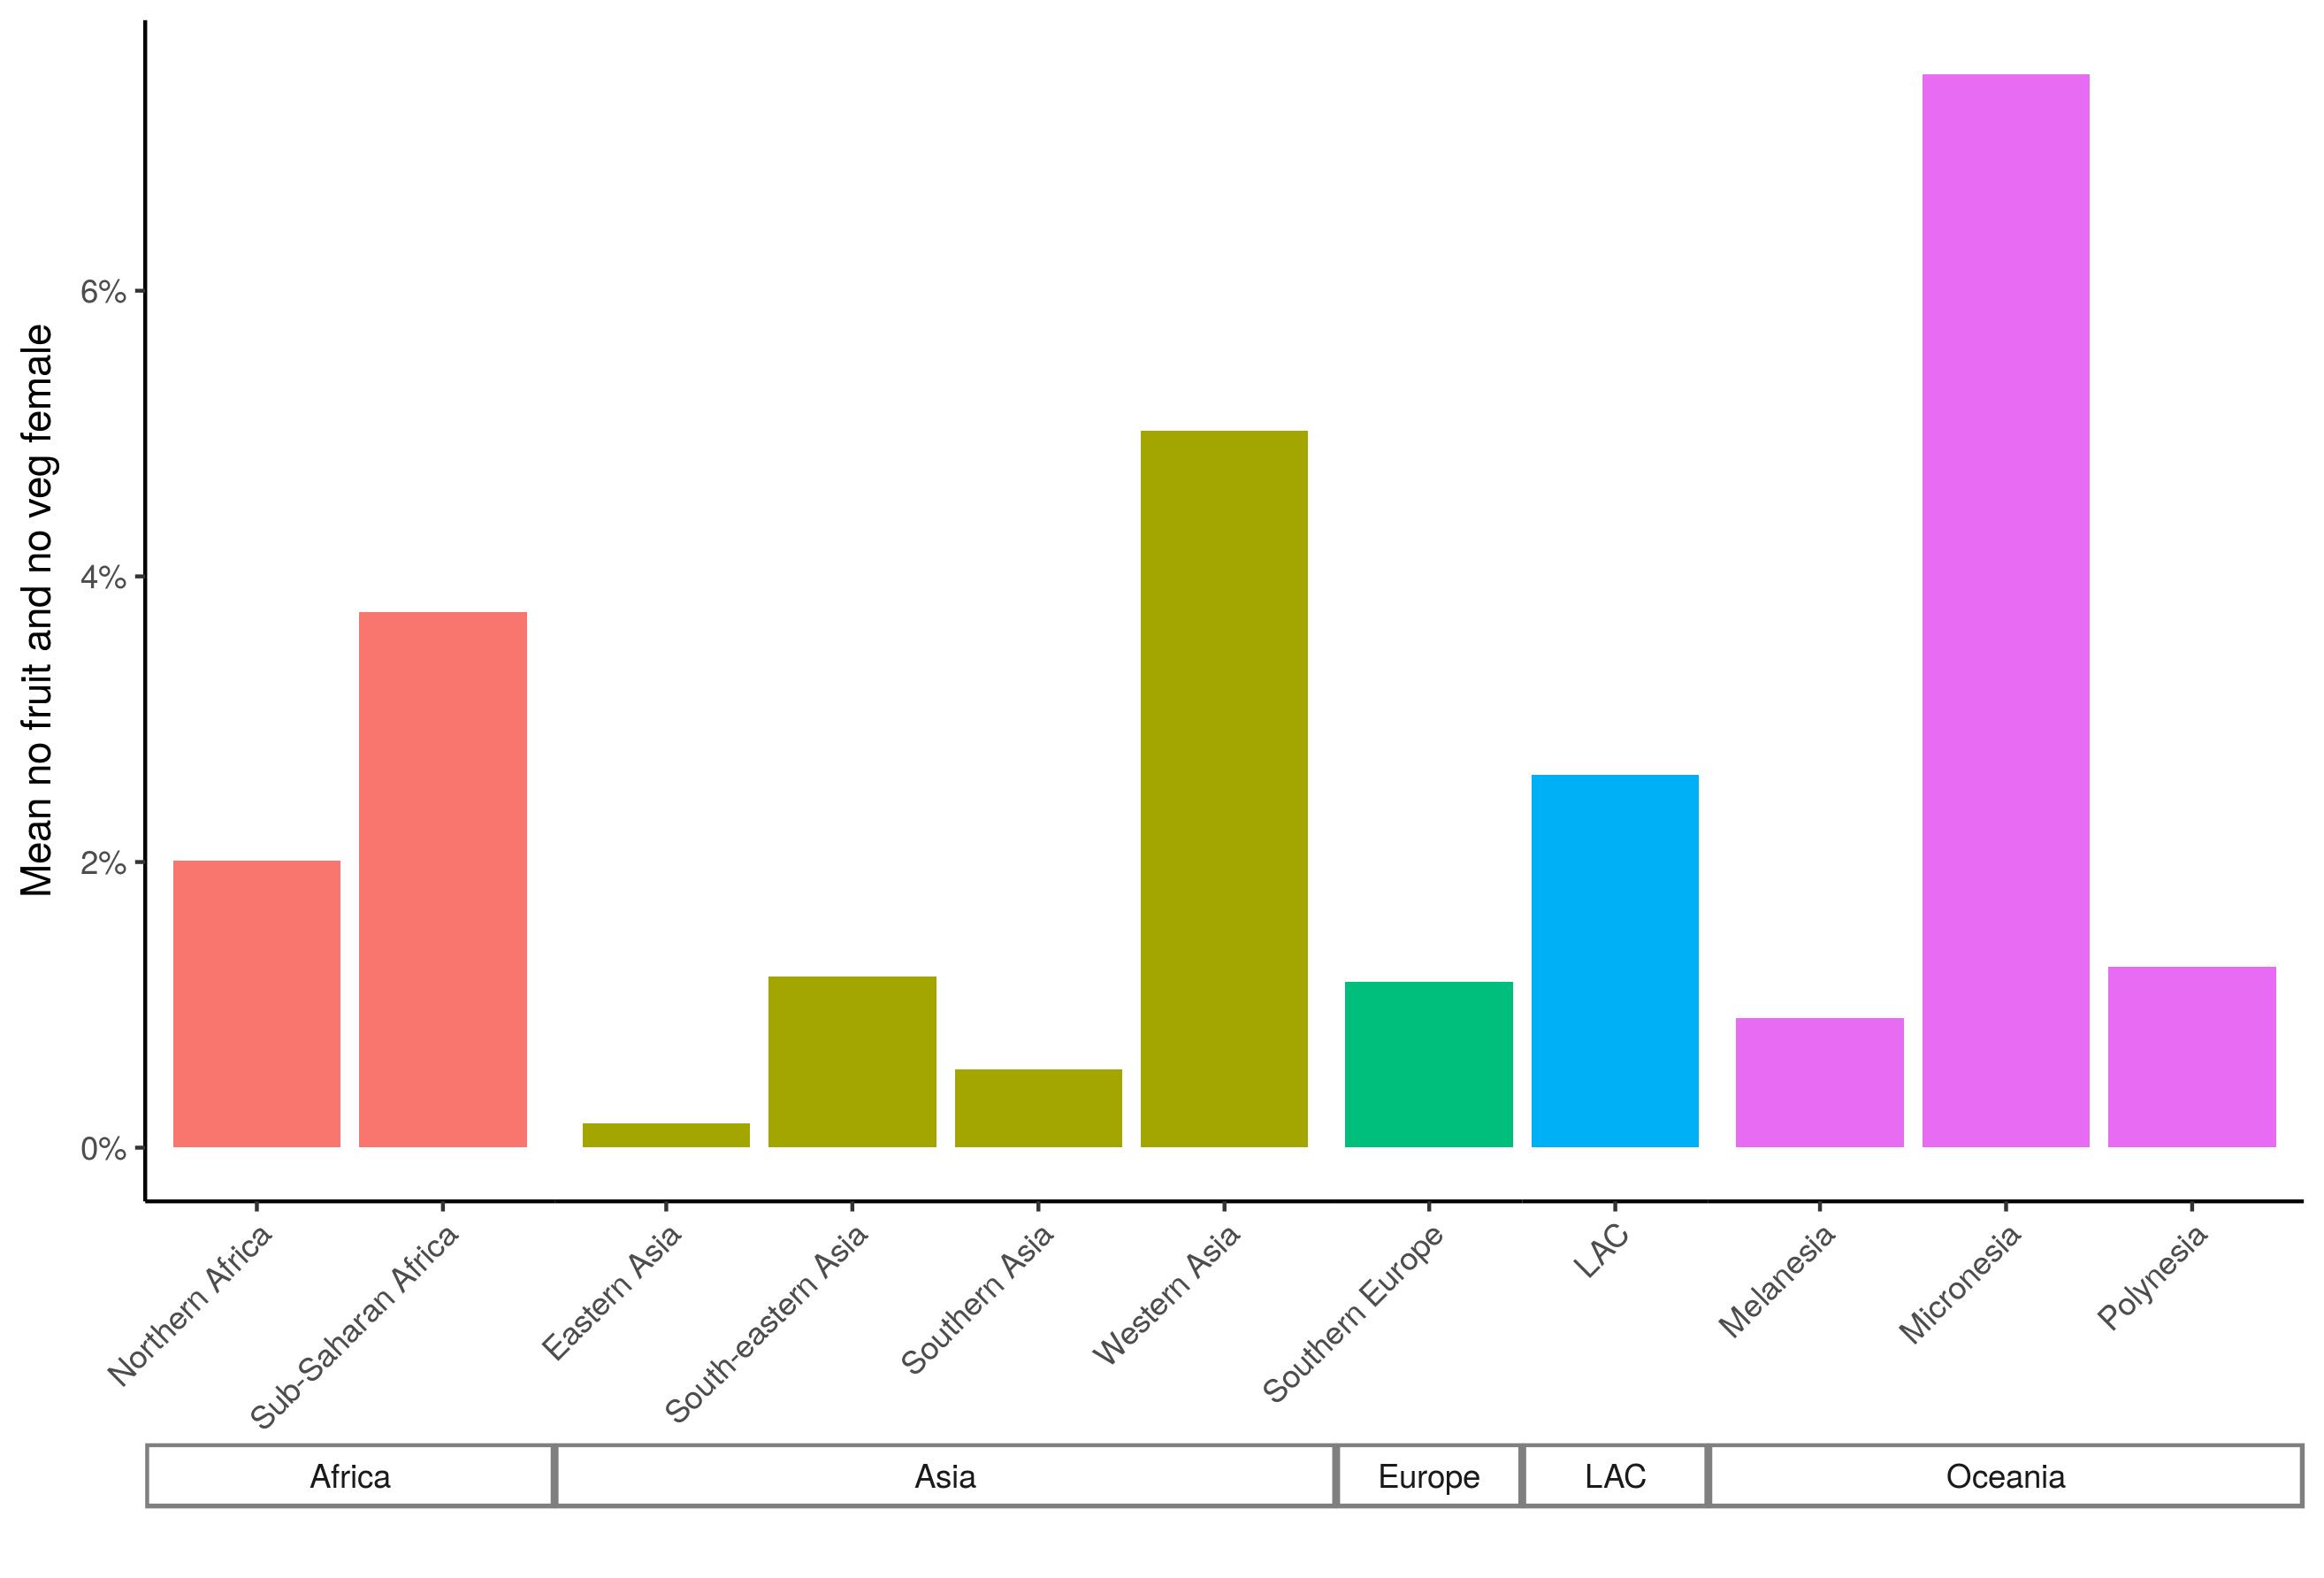 Mean no fruit and no veg female
6%
4%
2%
0%
Northern Africa
Sub-Saharan Africa
Eastern Asia
South-eastern Asia
Southern Asia
Western Asia
Southern Europe
LAC
Melanesia
Micronesia
Polynesia
Africa
Asia
Europe
LAC
Oceania